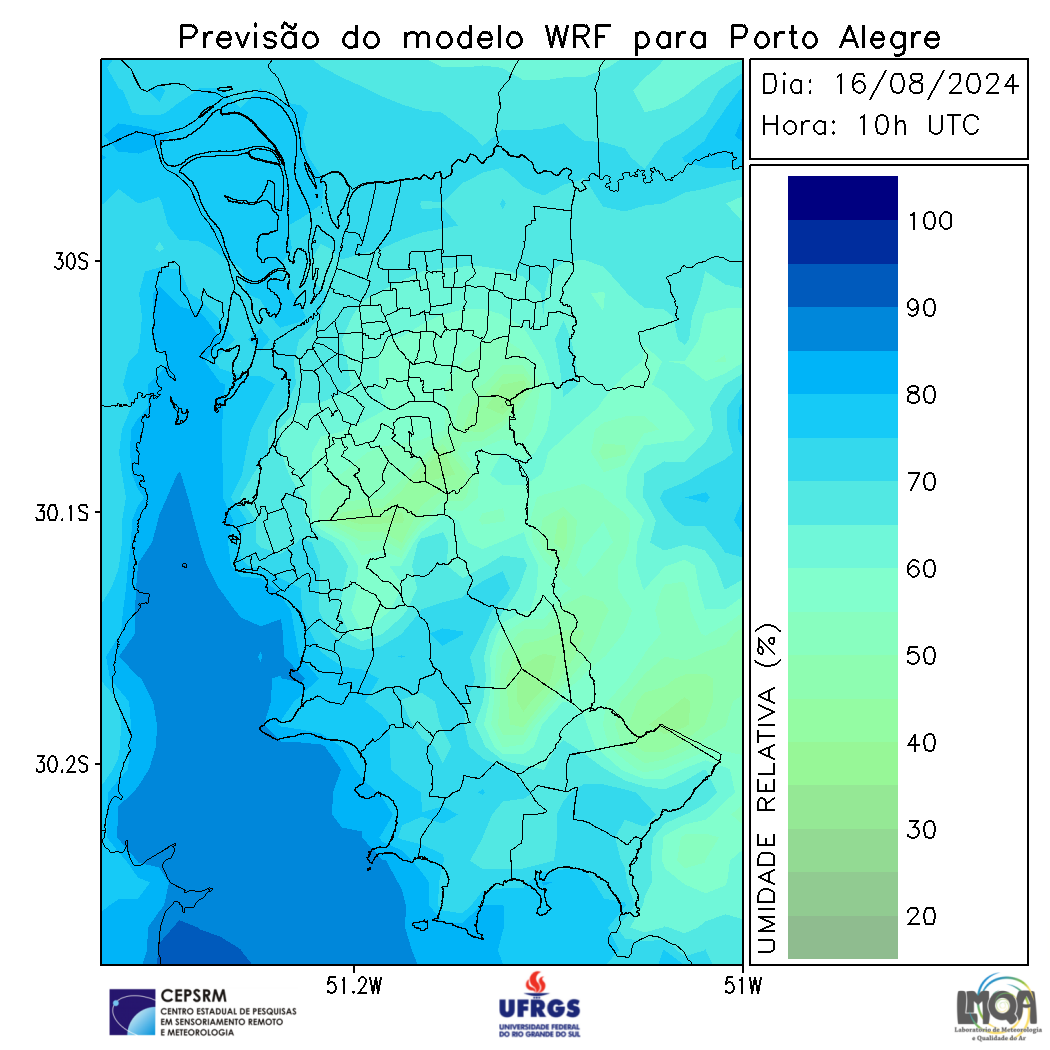 Previsão do modelo WRF para Porto Alegre
Dia: 16/08/2024
Hora: 10h UTC
30S
30.1S
30.2S
51.2W
51W
UMIDADE RELATIVA (%)
100
90
80
70
60
50
40
30
20
CEPSRM
CENTRO ESTADUAL DE PESQUISAS
EM SENSORIAMENTO REMOTO
E METEOROLOGIA
UFRGS
UNIVERSIDADE FEDERAL
DO RIO GRANDE DO SUL
LMQA
Laboratório de Meteorologia
e Qualidade do Ar